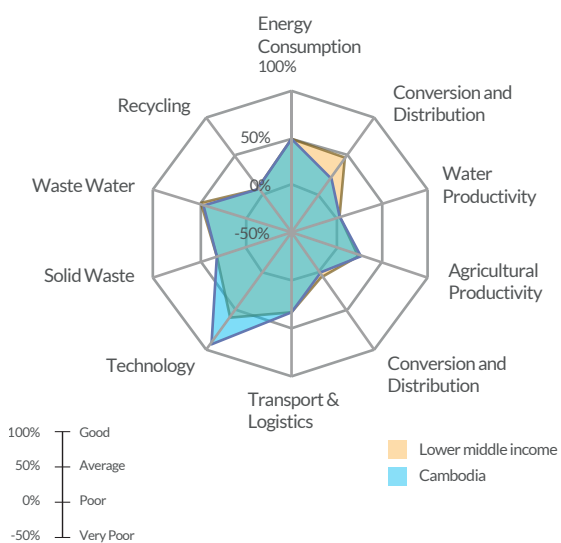 Energy
Consumption
100%
50%
0%
-50%
Conversion and
Distribution
Water
Productivity
Agricultural
Productivity
Conversion and
Distribution
Transport &
Logistics
Technology
Solid Waste
Waste Water
Recycling
100% Good
50% Average
0% Poor
-50% Very Poor
Lower middle income
Cambodia